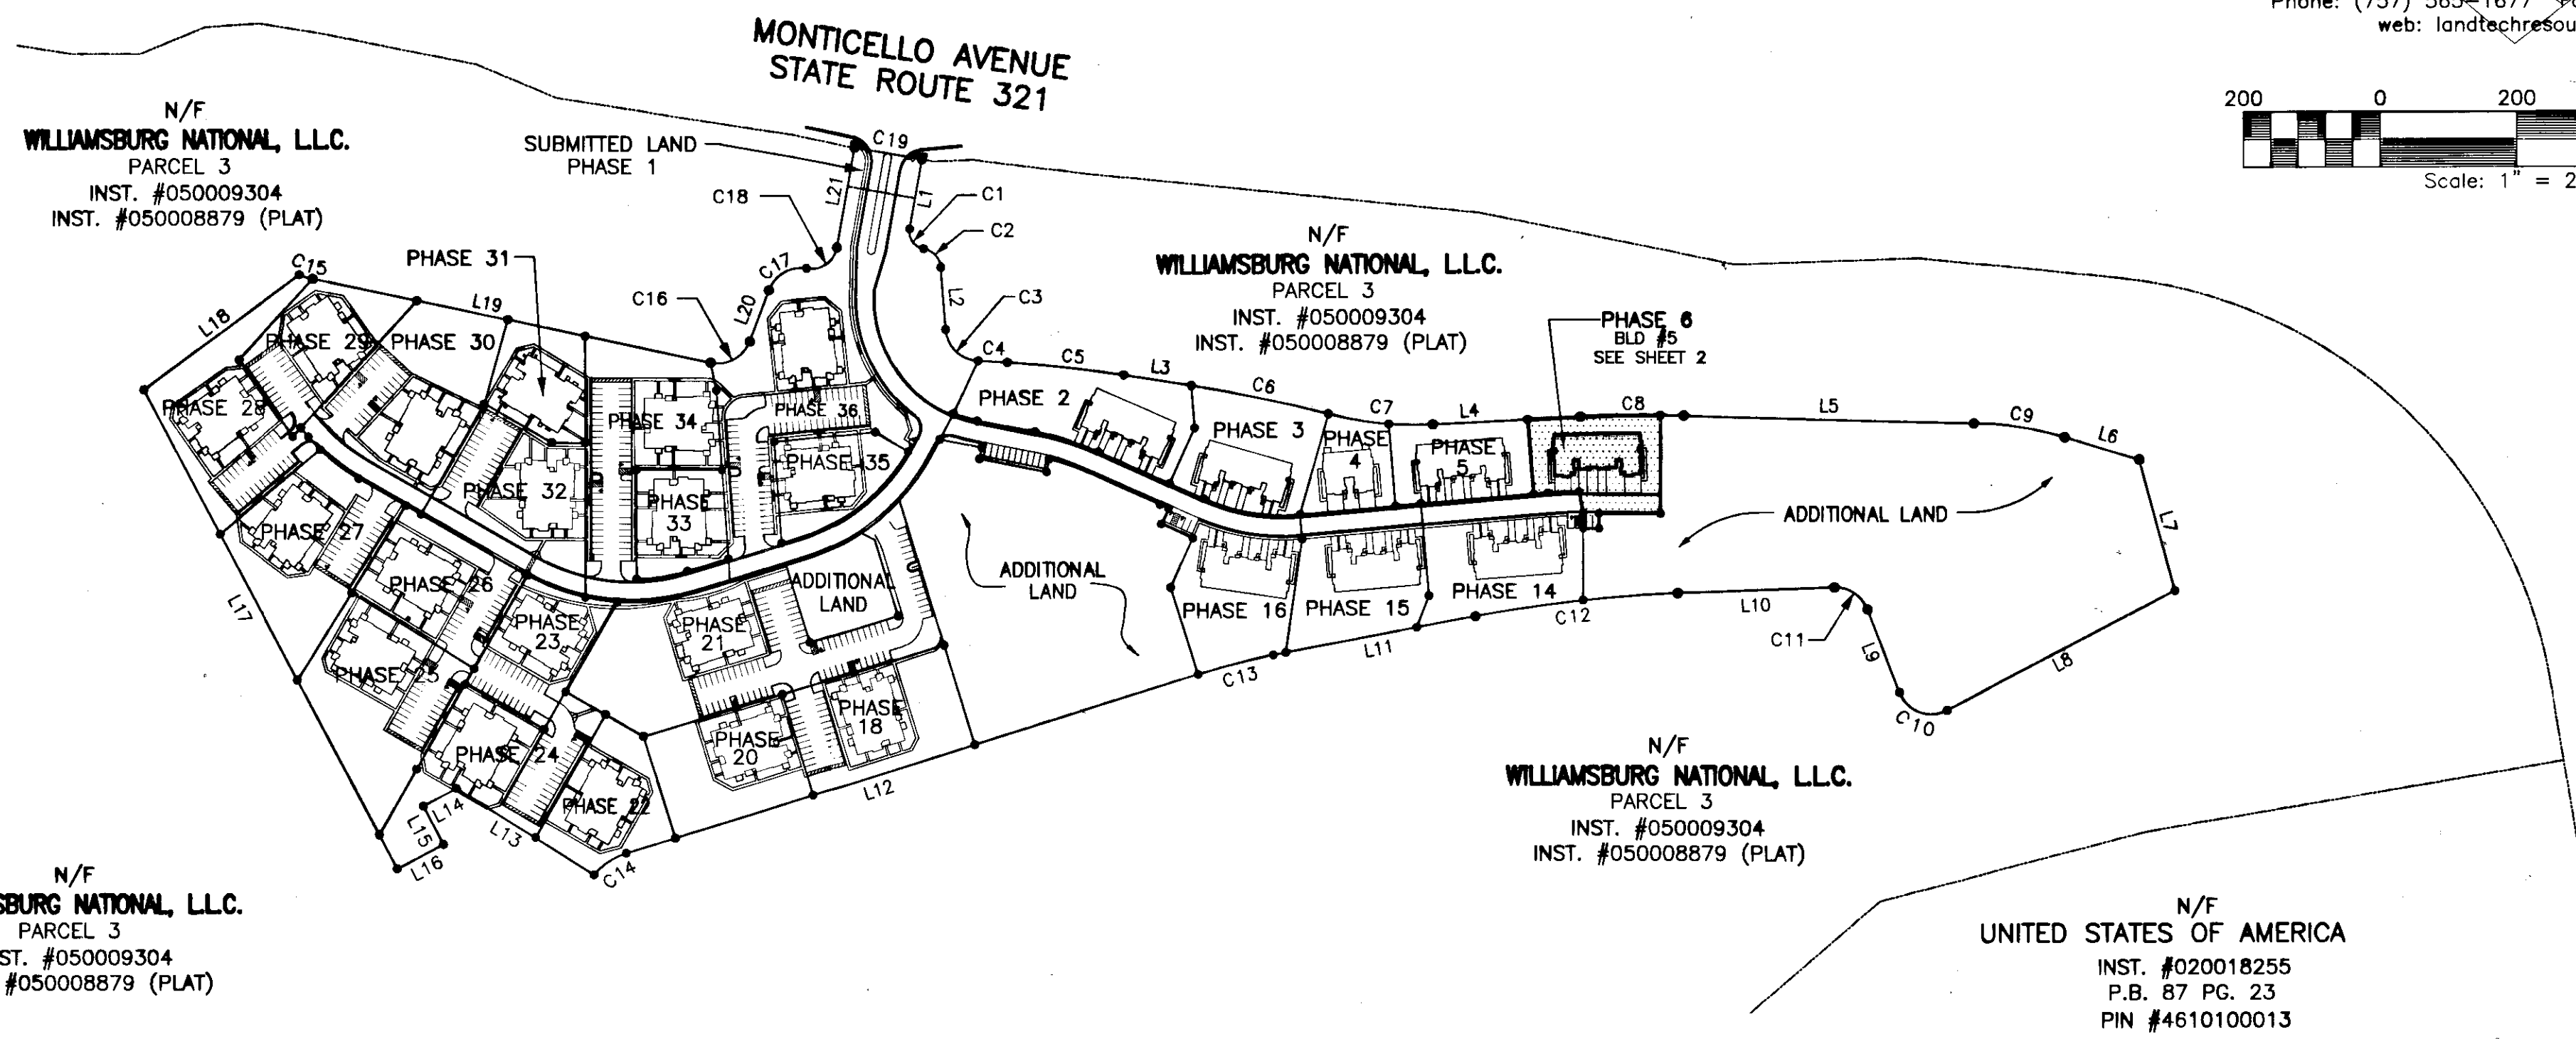 MONTICELLO AVENUE
STATE ROUTE 321
web: landtechresou
200 0 200
Scale: 1" = 2
N/F
WILLIAMSBURG NATIONAL, L.L.C.
PARCEL 3
INST. #050009304
INST. #050008879 (PLAT)
SUBMITTED LAND
PHASE 1
C19
L21
L1
C18
C1
C2
C17
L20
C16
L2
C3
C4
C5
L3
C6
C7
L4
C8
L5
C9
L6
L7
L8
C10
L9
C11
L10
C12
L11
C13
L12
C14
L13
L14
L15
L16
L17
L18
C15
L19
N/F
WILLIAMSBURG NATIONAL, L.L.C.
PARCEL 3
INST. #050009304
INST. #050008879 (PLAT)
PHASE 6
BLD #5
SEE SHEET 2
PHASE 31
PHASE 29
PHASE 30
PHASE 28
PHASE 34
PHASE 36
PHASE 35
PHASE 32
PHASE
33
PHASE 27
PHASE 26
PHASE 25
PHASE
23
PHASE 24
PHASE 22
PHASE
21
PHASE
20
PHASE
18
ADDITIONAL
LAND
ADDITIONAL
LAND
ADDITIONAL LAND
PHASE 2
PHASE 3
PHASE
4
PHASE
5
PHASE 16
PHASE 15
PHASE 14
N/F
WILLIAMSBURG NATIONAL, L.L.C.
PARCEL 3
INST. #050009304
INST. #050008879 (PLAT)
N/F
SBURG NATIONAL, L.L.C.
PARCEL 3
ST. #050009304
#050008879 (PLAT)
N/F
UNITED STATES OF AMERICA
INST. #020018255
P.B. 87 PG. 23
PIN #4610100013